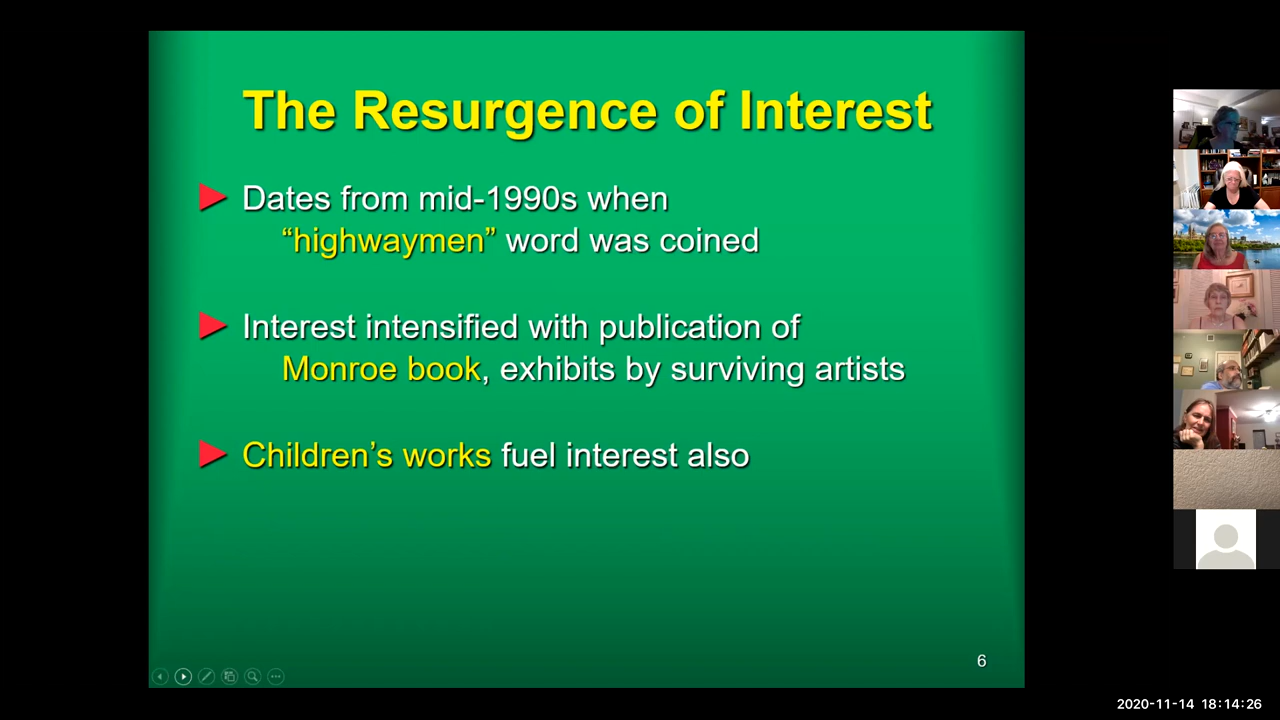 The Resurgence of Interest
Dates from mid-1990s when
“highwaymen” word was coined
Interest intensified with publication of
Monroe book, exhibits by surviving artists
Children’s works fuel interest also
6
2020-11-14 18:14:26